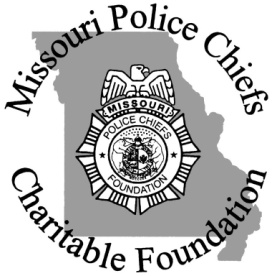 Missouri Police Chiefs
MISSOURI
POLICE CHIEFS
FOUNDATION
Charitable Foundation